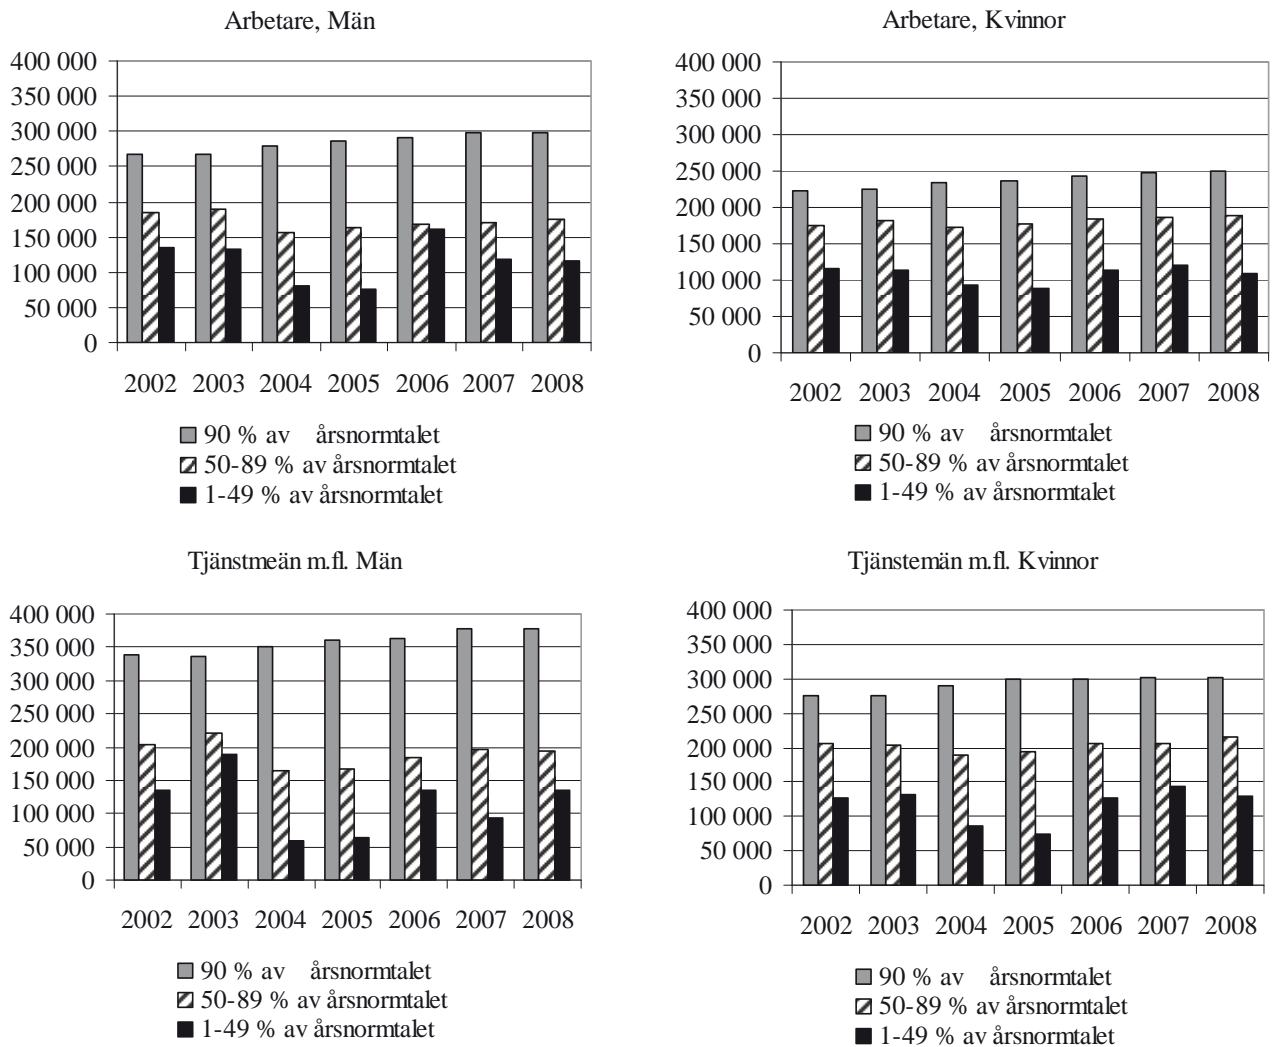 Arbetare, Män
400 000
350 000
300 000
250 000
200 000
150 000
100 000
50 000
0
2002 2003 2004 2005 2006 2007 2008
90 % av årsnormtalet
50-89 % av årsnormtalet
1-49 % av årsnormtalet
Arbetare, Kvinnor
400 000
350 000
300 000
250 000
200 000
150 000
100 000
50 000
0
2002 2003 2004 2005 2006 2007 2008
90 % av årsnormtalet
50-89 % av årsnormtalet
1-49 % av årsnormtalet
Tjänstmeän m.fl. Män
400 000
350 000
300 000
250 000
200 000
150 000
100 000
50 000
0
2002 2003 2004 2005 2006 2007 2008
90 % av årsnormtalet
50-89 % av årsnormtalet
1-49 % av årsnormtalet
Tjänstemän m.fl. Kvinnor
400 000
350 000
300 000
250 000
200 000
150 000
100 000
50 000
0
2002 2003 2004 2005 2006 2007 2008
90 % av årsnormtalet
50-89 % av årsnormtalet
1-49 % av årsnormtalet